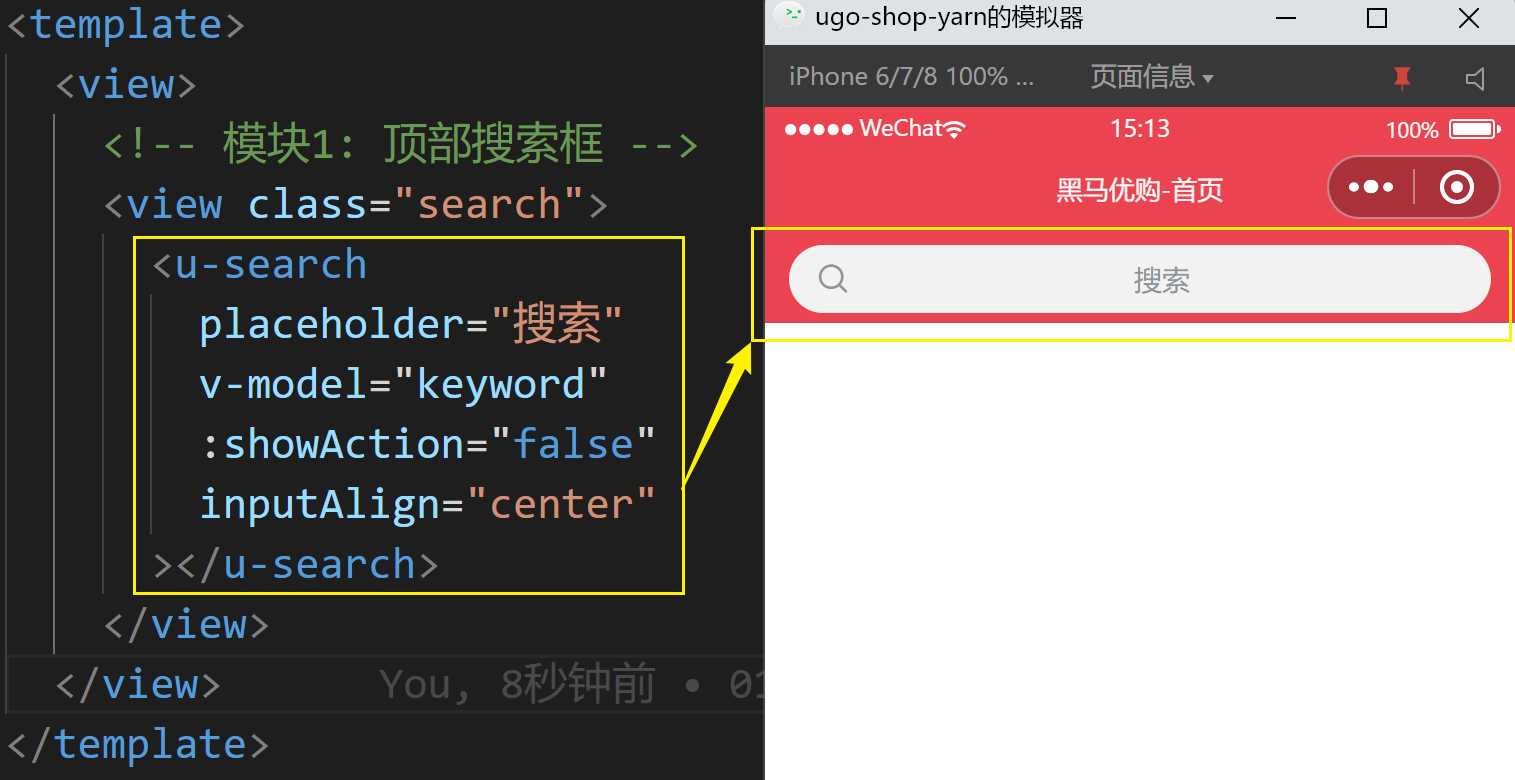 <template>
<view>
<!-- 模块1: 顶部搜索框 -->
<view class="search">
<u-search
placeholder="搜索"
v-model="keyword"
:showAction="false"
inputAlign="center"
></u-search>
</view>
</view> You, 8秒钟前 • 01
</template>
ugo-shop-yarn的模拟器
iPhone 6/7/8 100% ...
页面信息
WeChat
15:13
100%
黑马优购-首页
搜索